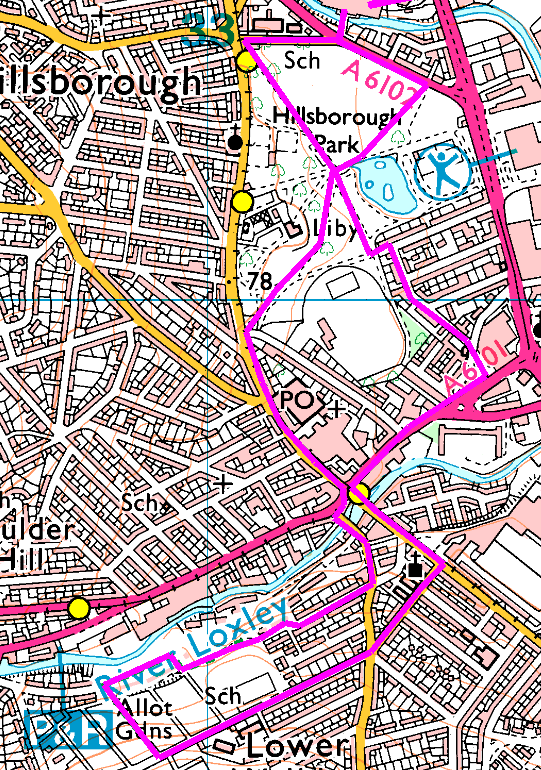 33
Sch
A 6102
illsborough
Hillsborough
Park
Liby
78
A 6101
PO
Sch
h
ulder
Hill
River Loxley
Sch
Allot
Gdns
P&R
Lower